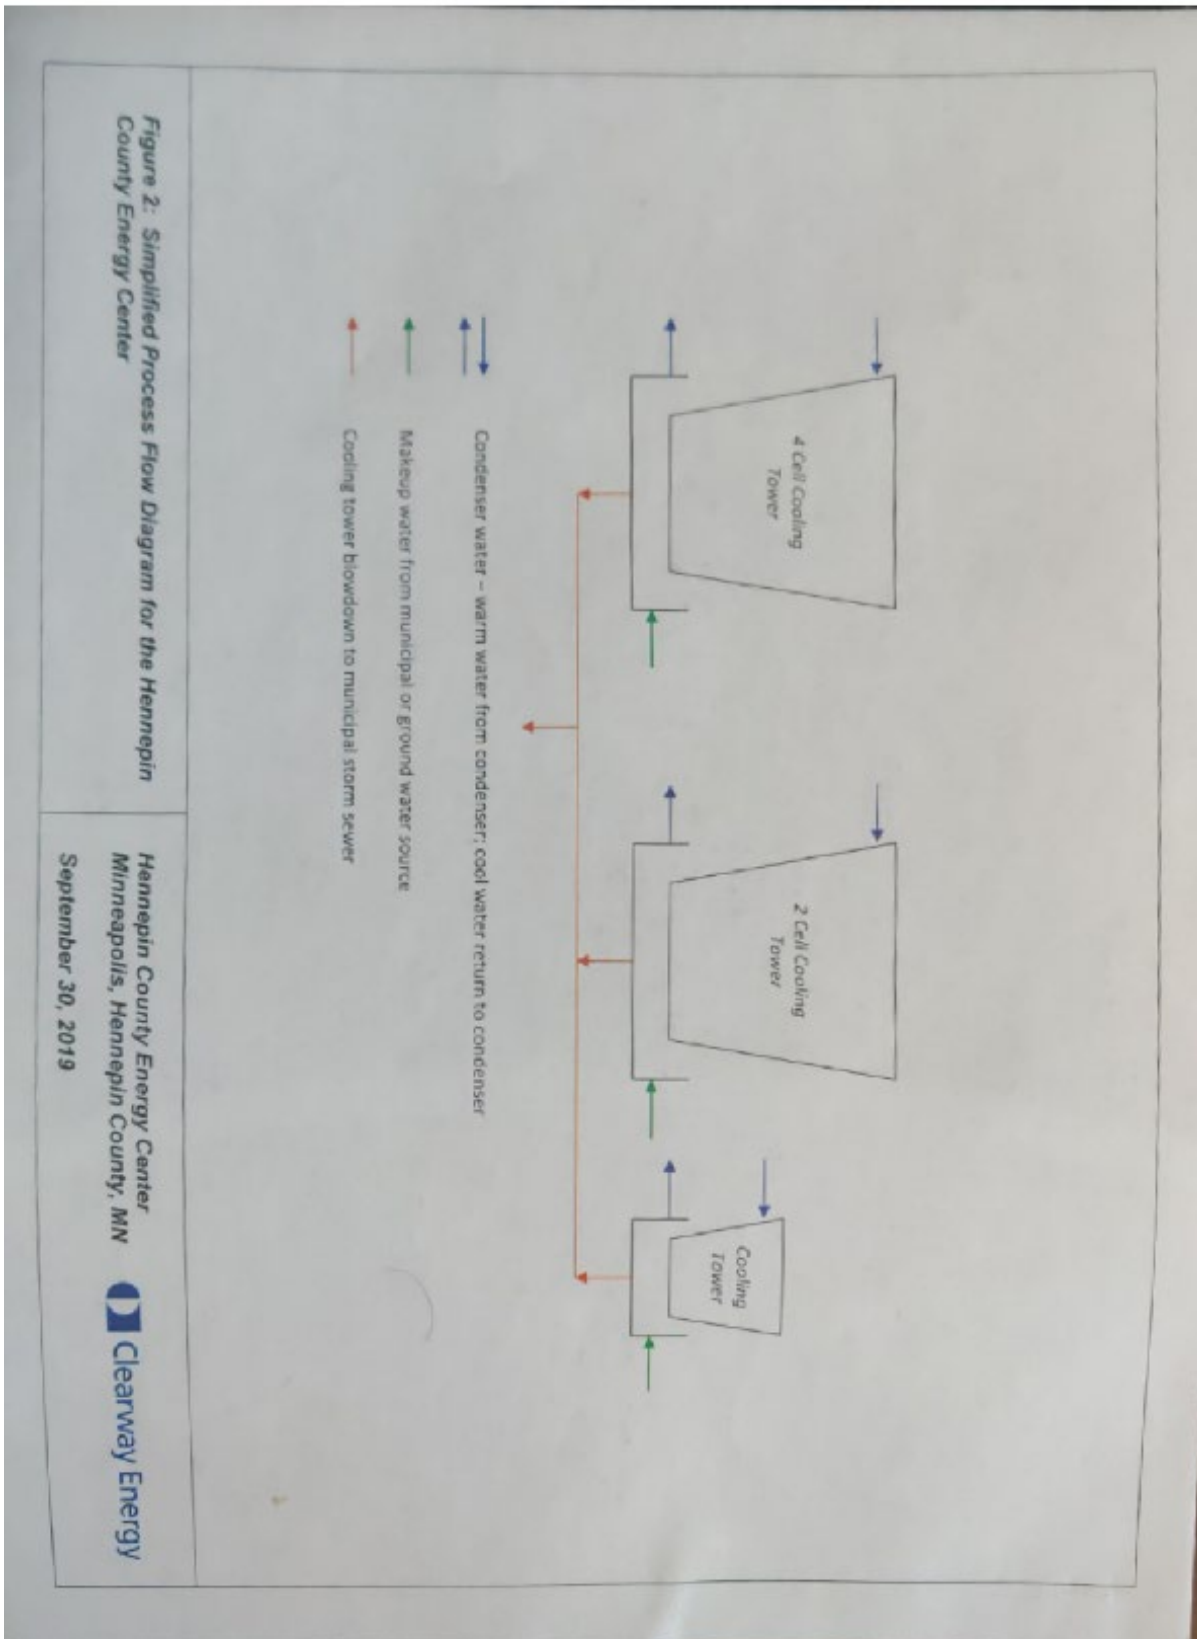 4 Cell Cooling
Tower
2 Cell Cooling
Tower
Cooling
Tower
Condenser water – warm water from condenser; cool water return to condenser
Makeup water from municipal or ground water source
Cooling tower blowdown to municipal storm sewer
Figure 2: Simplified Process Flow Diagram for the Hennepin
County Energy Center
Hennepin County Energy Center
Minneapolis, Hennepin County, MN
September 30, 2019
Clearway Energy